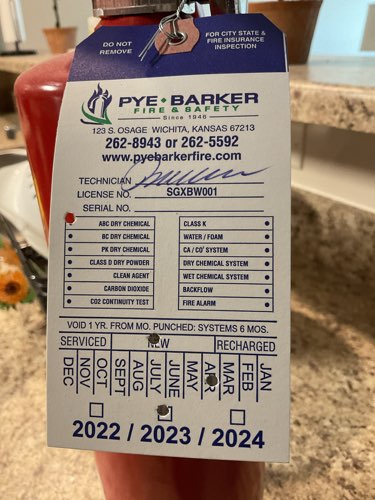 DO NOT REMOVE
FOR CITY STATE & FIRE INSURANCE INSPECTION
PYE BARKER
FIRE & SAFETY
Since 1946
123 S. OSAGE WICHITA, KANSAS 67213
262-8943 or 262-5592
www.pyebarkerfire.com
TECHNICIAN
LICENSE NO. SGXBW001
SERIAL NO.
ABC DRY CHEMICAL
BC DRY CHEMICAL
PK DRY CHEMICAL
CLASS D DRY POWDER
CLEAN AGENT
CARBON DIOXIDE
CO2 CONTINUITY TEST
CLASS K
WATER / FOAM
CA / CO² SYSTEM
DRY CHEMICAL SYSTEM
WET CHEMICAL SYSTEM
BACKFLOW
FIRE ALARM
VOID 1 YR. FROM MO. PUNCHED: SYSTEMS 6 MOS.
SERVICED NEW RECHARGED
DEC NOV OCT SEPT AUG JULY JUNE MAY APR MAR FEB JAN
2022 / 2023 / 2024